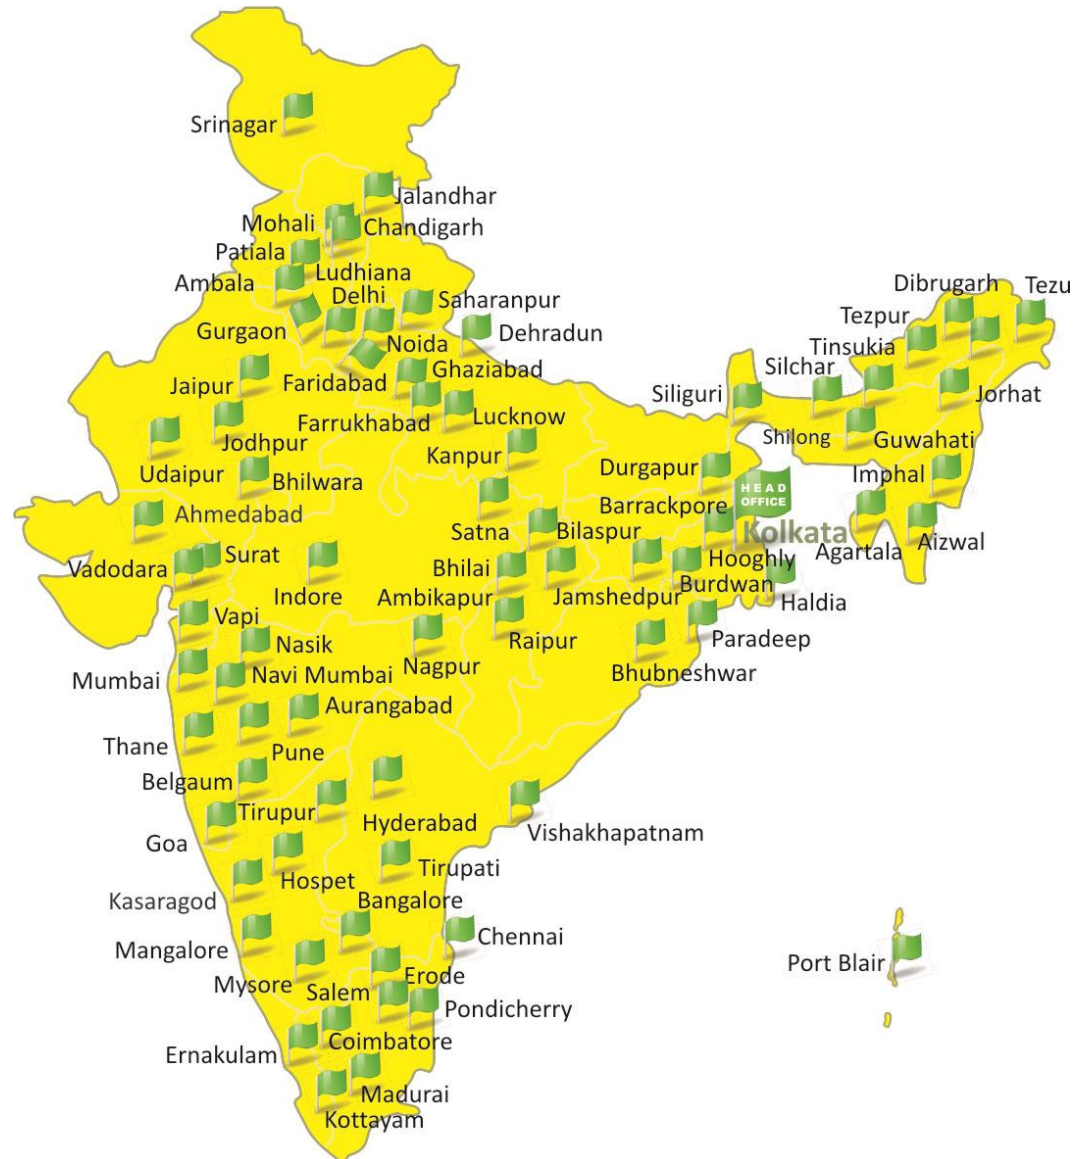 Srinagar
Jalandhar
Mohali
Chandigarh
Patiala
Ludhiana
Ambala
Delhi
Saharanpur
Gurgaon
Noida
Dehradun
Dibrugarh
Tezu
Tezpur
Tinsukia
Jaipur
Faridabad
Ghaziabad
Silchar
Siliguri
Jorhat
Farrukhabad
Lucknow
Jodhpur
Shilong
Guwahati
Kanpur
Udaipur
Bhilwara
Durgapur
Imphal
HEAD
OFFICE
Barrackpore
Ahmedabad
Satna
Bilaspur
Kolkata
Agartala
Aizwal
Vadodara
Surat
Bhilai
Hooghly
Indore
Ambikapur
Jamshedpur
Burdwan
Haldia
Vapi
Nasik
Raipur
Paradeep
Mumbai
Navi Mumbai
Nagpur
Bhubneshwar
Aurangabad
Thane
Pune
Belgaum
Tirupur
Hyderabad
Vishakhapatnam
Goa
Hospet
Tirupati
Kasaragod
Bangalore
Mangalore
Chennai
Port Blair
Mysore
Salem
Erode
Pondicherry
Ernakulam
Coimbatore
Madurai
Kottayam